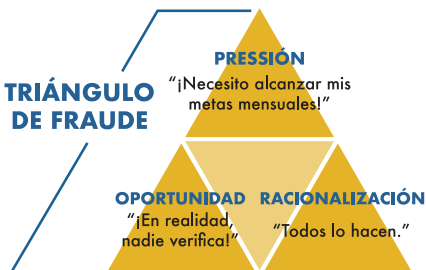 TRIÁNGULO
DE FRAUDE
PRESSIÓN
“¡Necesito alcanzar mis
metas mensuales!”
OPORTUNIDAD
“¡En realidad,
nadie verifica!”
RACIONALIZACIÓN
“Todos lo hacen.”